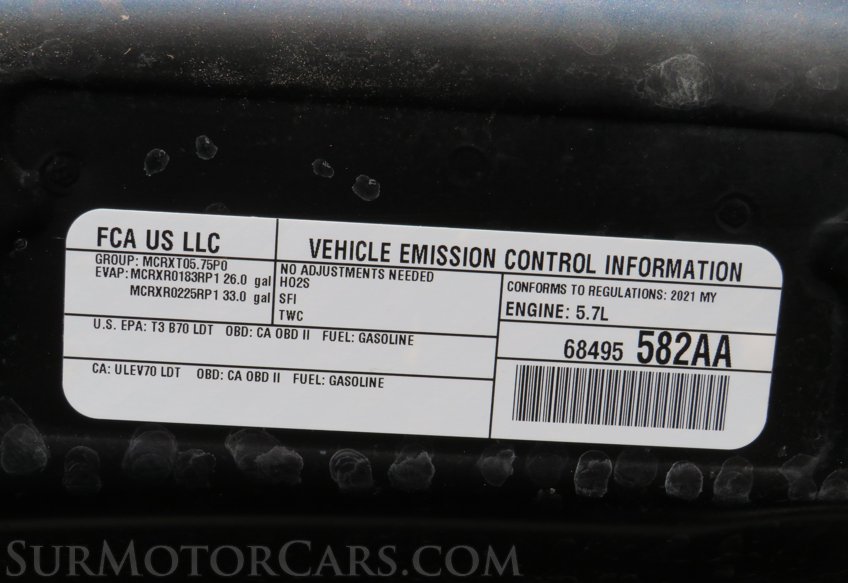 FCA US LLC
VEHICLE EMISSION CONTROL INFORMATION
GROUP: MCRXT05.75P0
EVAP: MCRXR0183RP1 26.0 gal
MCRXR0225RP1 33.0 gal
NO ADJUSTMENTS NEEDED
HO2S
SFI
TWC
CONFORMS TO REGULATIONS: 2021 MY
ENGINE: 5.7L
U.S. EPA: T3 B70 LDT OBD: CA OBD II FUEL: GASOLINE
68495 582AA
CA: ULEV70 LDT OBD: CA OBD II FUEL: GASOLINE
SURMOTORCARS.COM